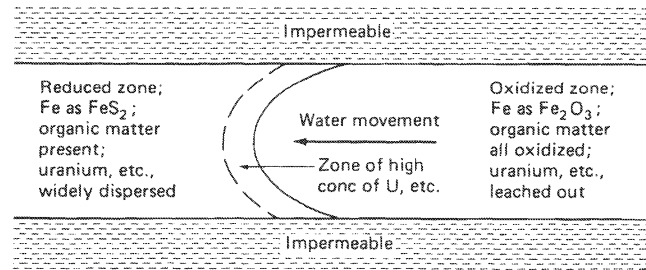 Impermeable
Reduced zone;
Fe as FeS₂;
organic matter
present;
uranium, etc.,
widely dispersed
Water movement
Zone of high
conc of U, etc.
Oxidized zone;
Fe as Fe₂O₃;
organic matter
all oxidized;
uranium, etc.,
leached out
Impermeable